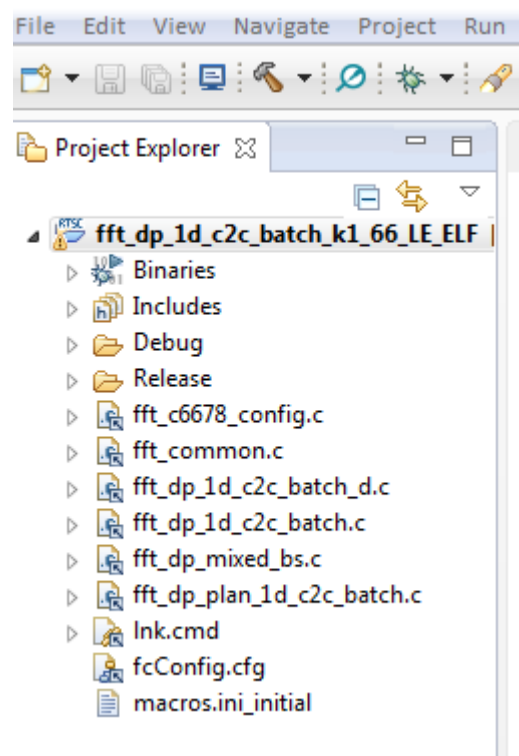 File Edit View Navigate Project Run
Project Explorer
RTSC fft_dp_1d_c2c_batch_k1_66_LE_ELF
Binaries
Includes
Debug
Release
fft_c6678_config.c
fft_common.c
fft_dp_1d_c2c_batch_d.c
fft_dp_1d_c2c_batch.c
fft_dp_mixed_bs.c
fft_dp_plan_1d_c2c_batch.c
lnk.cmd
fcConfig.cfg
macros.ini_initial